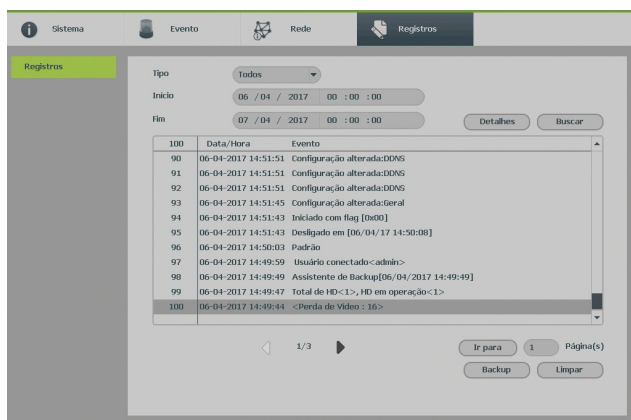 Sistema Evento Rede Registros
Registros
Tipo Todos
Início 06 / 04 / 2017 00 : 00 : 00
Fim 07 / 04 / 2017 00 : 00 : 00 Detalhes Buscar
100 Data/Hora Evento
90 06-04-2017 14:51:51 Configuração alterada:DDNS
91 06-04-2017 14:51:51 Configuração alterada:DDNS
92 06-04-2017 14:51:51 Configuração alterada:DDNS
93 06-04-2017 14:51:45 Configuração alterada:Geral
94 06-04-2017 14:51:43 Iniciado com flag [0x00]
95 06-04-2017 14:51:43 Desligado em [06/04/17 14:50:08]
96 06-04-2017 14:50:03 Padrão
97 06-04-2017 14:49:59 Usuário conectado<admin>
98 06-04-2017 14:49:49 Assistente de Backup[06/04/2017 14:49:49]
99 06-04-2017 14:49:47 Total de HD<1>, HD em operação<1>
100 06-04-2017 14:49:44 <Perda de Vídeo : 16>
1/3 Ir para 1 Página(s)
Backup Limpar